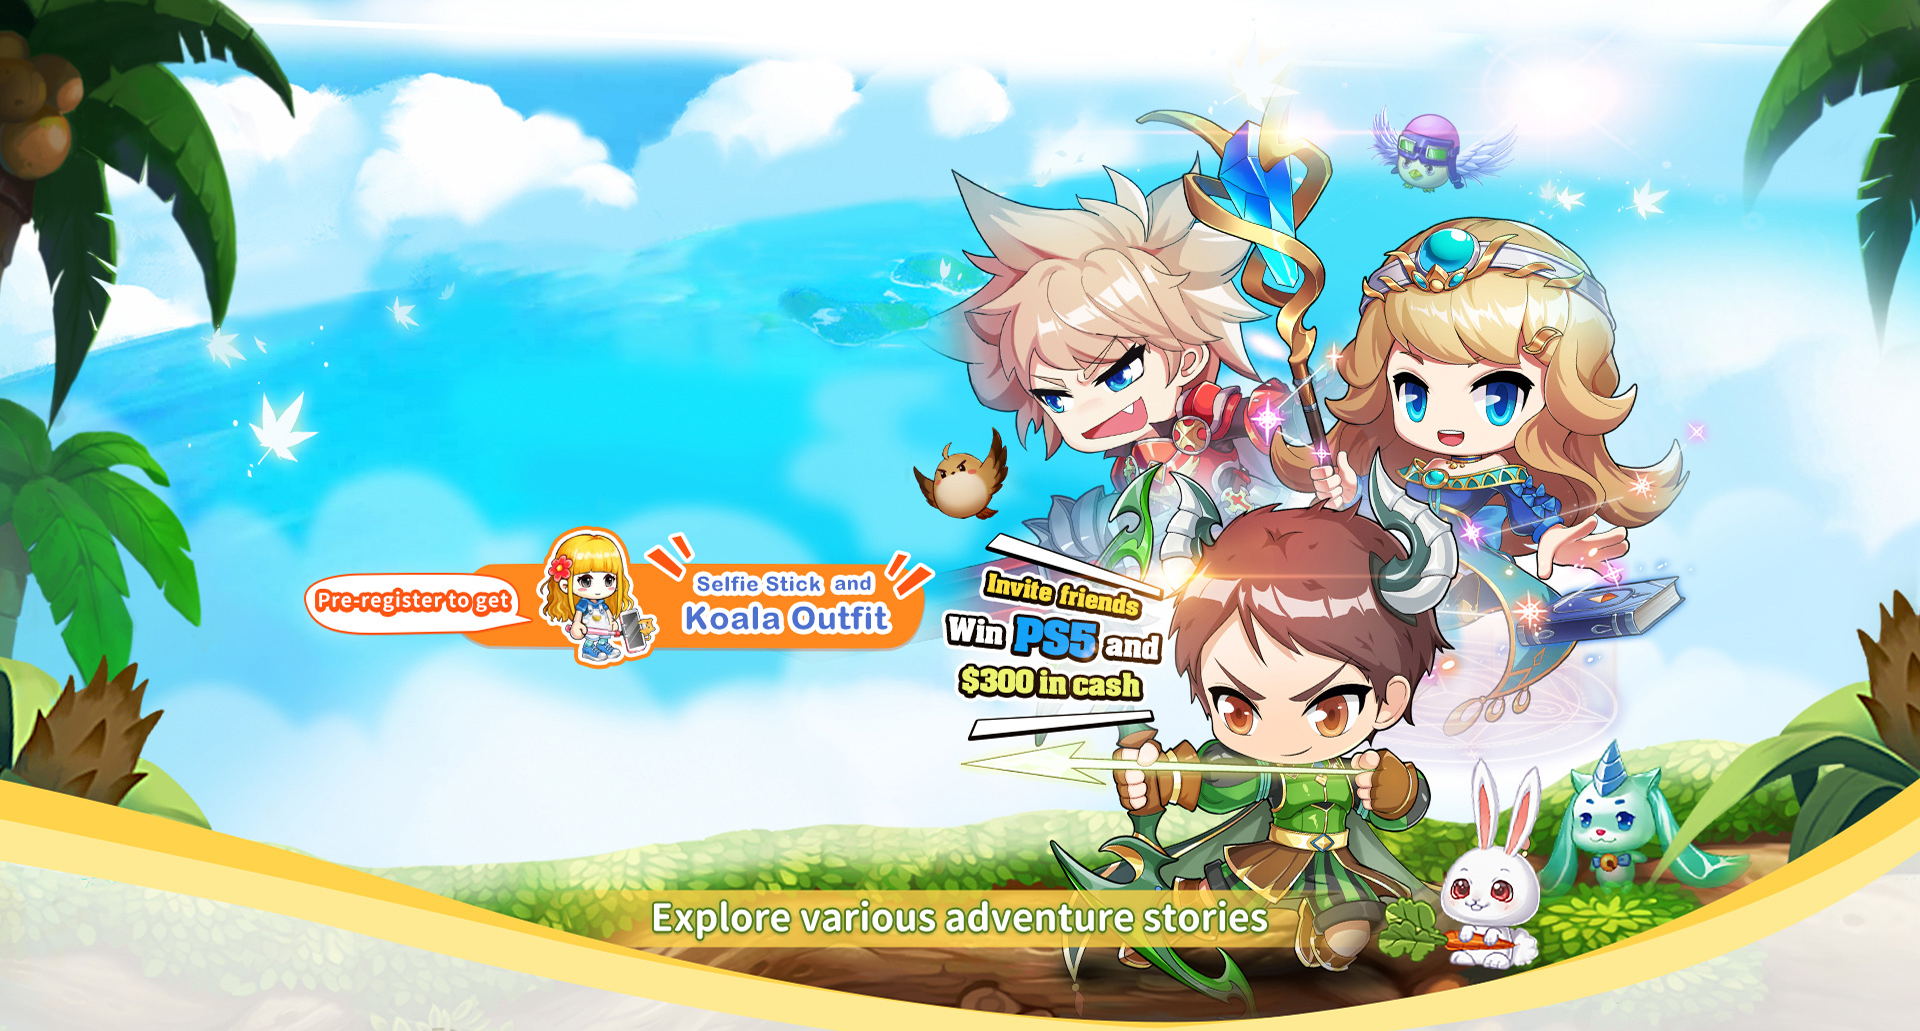 Pre-register to get
Selfie Stick and
Koala Outfit
Invite friends
Win PS5 and
$300 in cash
Explore various adventure stories